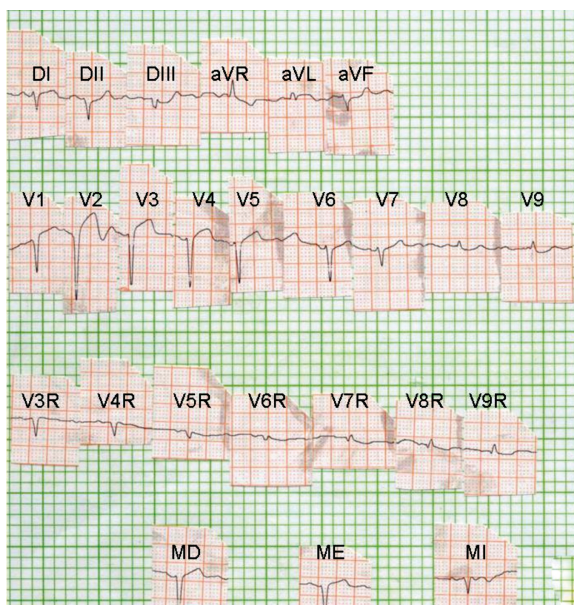 DI DII DIII aVR aVL aVF
V1 V2 V3 V4 V5 V6 V7 V8 V9
V3R V4R V5R V6R V7R V8R V9R
MD ME MI